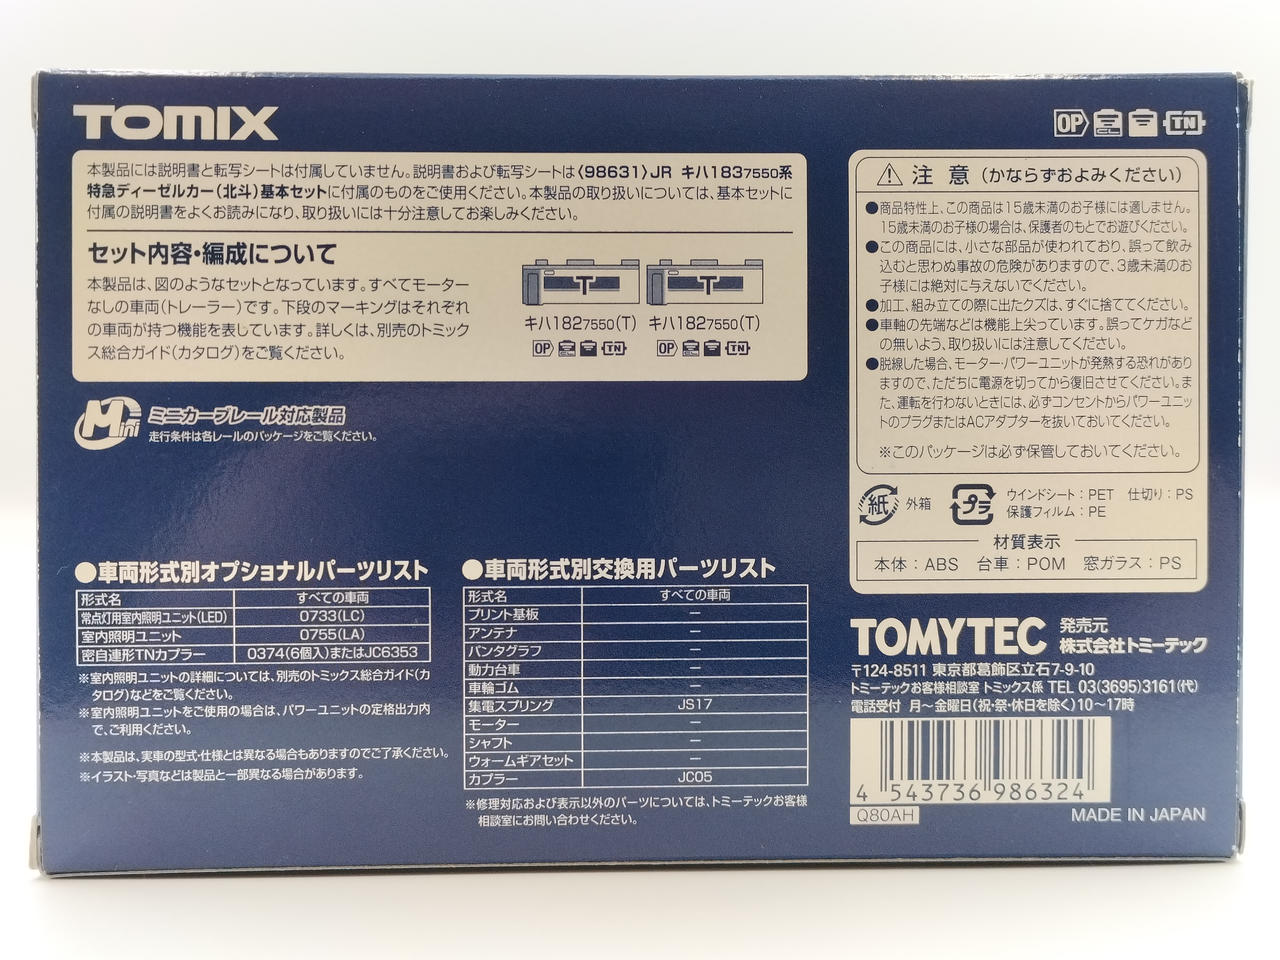 TOMIX
OP CL TN
本製品には説明書と転写シートは付属していません。説明書および転写シートは〈98631〉JR キハ1837550系
特急ディーゼルカー(北斗)基本セットに付属のものをご使用ください。本製品の取り扱いについては、基本セットに
付属の説明書をよくお読みになり、取り扱いには十分注意してお楽しみください。
セット内容・編成について
本製品は、図のようなセットとなっています。すべてモーター
なしの車両(トレーラー)です。下段のマーキングはそれぞれ
の車両が持つ機能を表しています。詳しくは、別売のトミック
ス総合ガイド(カタログ)をご覧ください。
T T
キハ1827550(T) キハ1827550(T)
OP CL TN OP CL TN
Mini ミニカーブレール対応製品
走行条件は各レールのパッケージをご覧ください。
●車両形式別オプショナルパーツリスト
形式名 すべての車両
常点灯用室内照明ユニット(LED) 0733(LC)
室内照明ユニット 0755(LA)
密自連形TNカプラー 0374(6個入)またはJC6353
※室内照明ユニットの詳細については、別売のトミックス総合ガイド(カ
タログ)などをご覧ください。
※室内照明ユニットをご使用の場合は、パワーユニットの定格出力内
で、ご利用ください。
※本製品は、実車の型式・仕様とは異なる場合もありますのでご了承ください。
※イラスト・写真などは製品と一部異なる場合があります。
●車両形式別交換用パーツリスト
形式名 すべての車両
プリント基板 ―
アンテナ ―
パンタグラフ ―
動力台車 ―
車輪ゴム ―
集電スプリング JS17
モーター ―
シャフト ―
ウォームギアセット ―
カプラー JC05
※修理対応および表示以外のパーツについては、トミーテックお客様
相談室にお問い合わせください。
注 意 (かならずおよみください)
●商品特性上、この商品は15歳未満のお子様には適しません。
15歳未満のお子様の場合は、保護者のもとでお遊びください。
●この商品には、小さな部品が使われており、誤って飲み
込むと思わぬ事故の危険がありますので、3歳未満のお
子様には絶対に与えないでください。
●加工、組み立ての際に出たクズは、すぐに捨ててください。
●車軸の先端などは機能上尖っています。誤ってケガなど
の無いよう、取り扱いには注意してください。
●脱線した場合、モーター・パワーユニットが発熱する恐れがあり
ますので、ただちに電源を切ってから復旧させてください。ま
た、運転を行わないときには、必ずコンセントからパワーユニッ
トのプラグまたはACアダプターを抜いておいてください。
※このパッケージは必ず保管しておいてください。
紙 外箱 プラ ウインドシート:PET 仕切り:PS
保護フィルム:PE
材質表示
本体:ABS 台車:POM 窓ガラス:PS
TOMYTEC 発売元
株式会社トミーテック
〒124-8511 東京都葛飾区立石7-9-10
トミーテックお客様相談室 トミックス係 TEL 03(3695)3161(代)
電話受付 月~金曜日(祝・祭・休日を除く)10~17時
4 543736 986324
Q80AH
MADE IN JAPAN